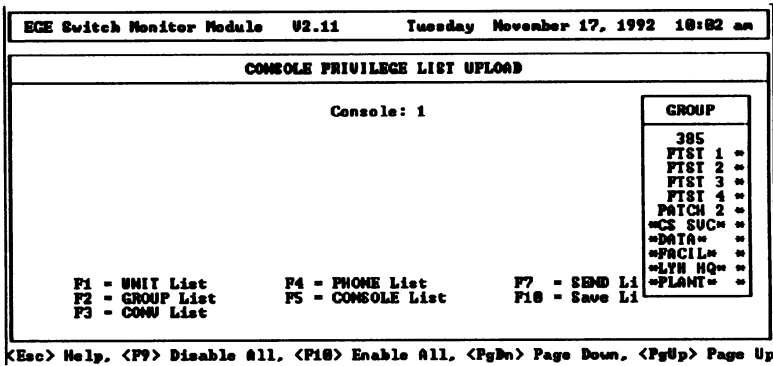 EGE Switch Monitor Module V2.11 Tuesday November 17, 1992 10:02 am
CONSOLE PRIVILEGE LIST UPLOAD
Console: 1
GROUP
385
FTST 1 *
FTST 2 *
FTST 3 *
FTST 4 *
PATCH 2 *
*CS SVC* *
*DATA* *
*FACIL* *
*LYH HQ* *
*PLANT* *
F1 = UNIT List F4 = PHONE List F7 = SEND Li
F2 = GROUP List F5 = CONSOLE List F10 = Save Li
F3 = CONV List
<Esc> Help, <F9> Disable All, <F10> Enable All, <PgDn> Page Down, <PgUp> Page Up